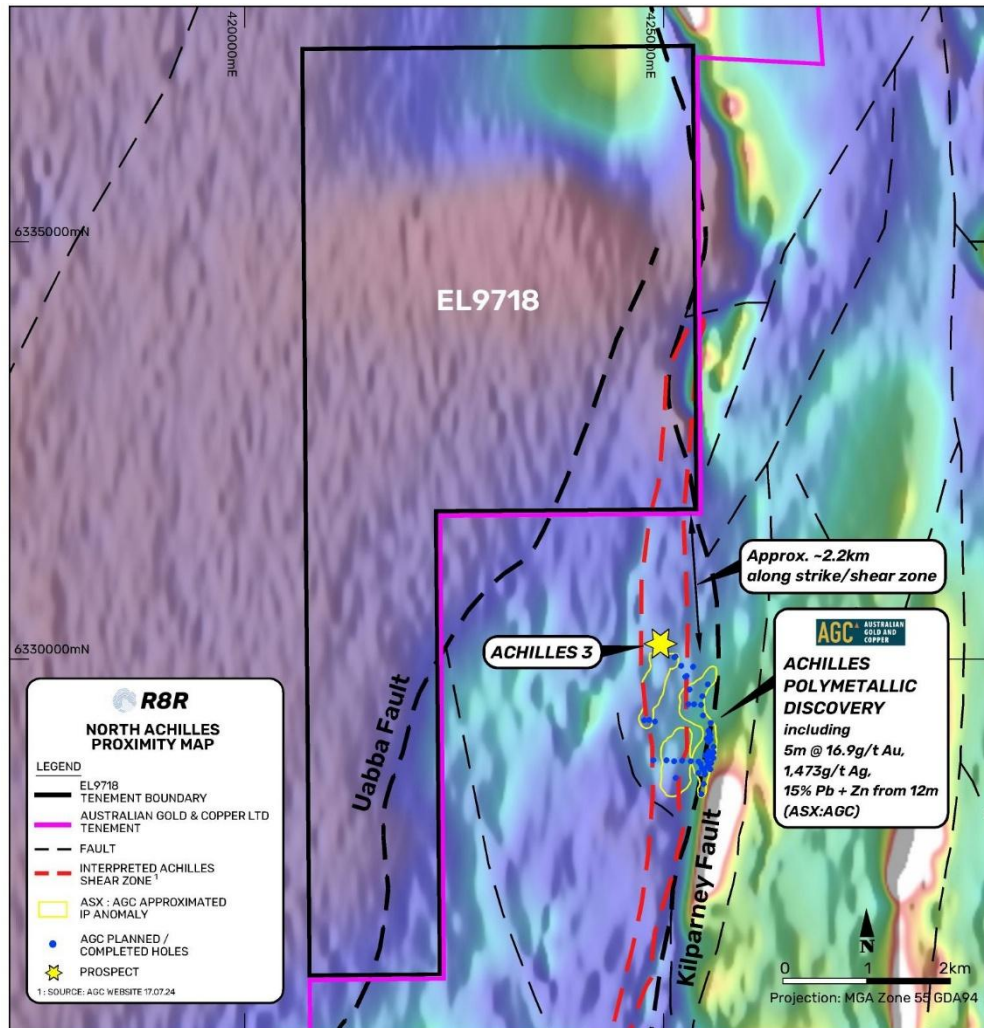 420000mE
425000mE
6335000mN
EL9718
Approx. ~2.2km
along strike/shear zone
ACHILLES 3
6330000mN
AGC
AUSTRALIAN
GOLD AND
COPPER
ACHILLES
POLYMETALLIC
DISCOVERY
including
5m @ 16.9g/t Au,
1,473g/t Ag,
15% Pb + Zn from 12m
(ASX:AGC)
Uabba Fault
Kilparney Fault
R8R
NORTH ACHILLES
PROXIMITY MAP
LEGEND
EL9718
TENEMENT BOUNDARY
AUSTRALIAN GOLD & COPPER LTD
TENEMENT
FAULT
INTERPRETED ACHILLES
SHEAR ZONE ¹
ASX : AGC APPROXIMATED
IP ANOMALY
AGC PLANNED /
COMPLETED HOLES
PROSPECT
1 : SOURCE: AGC WEBSITE 17.07.24
N
0 1 2km
Projection: MGA Zone 55 GDA94